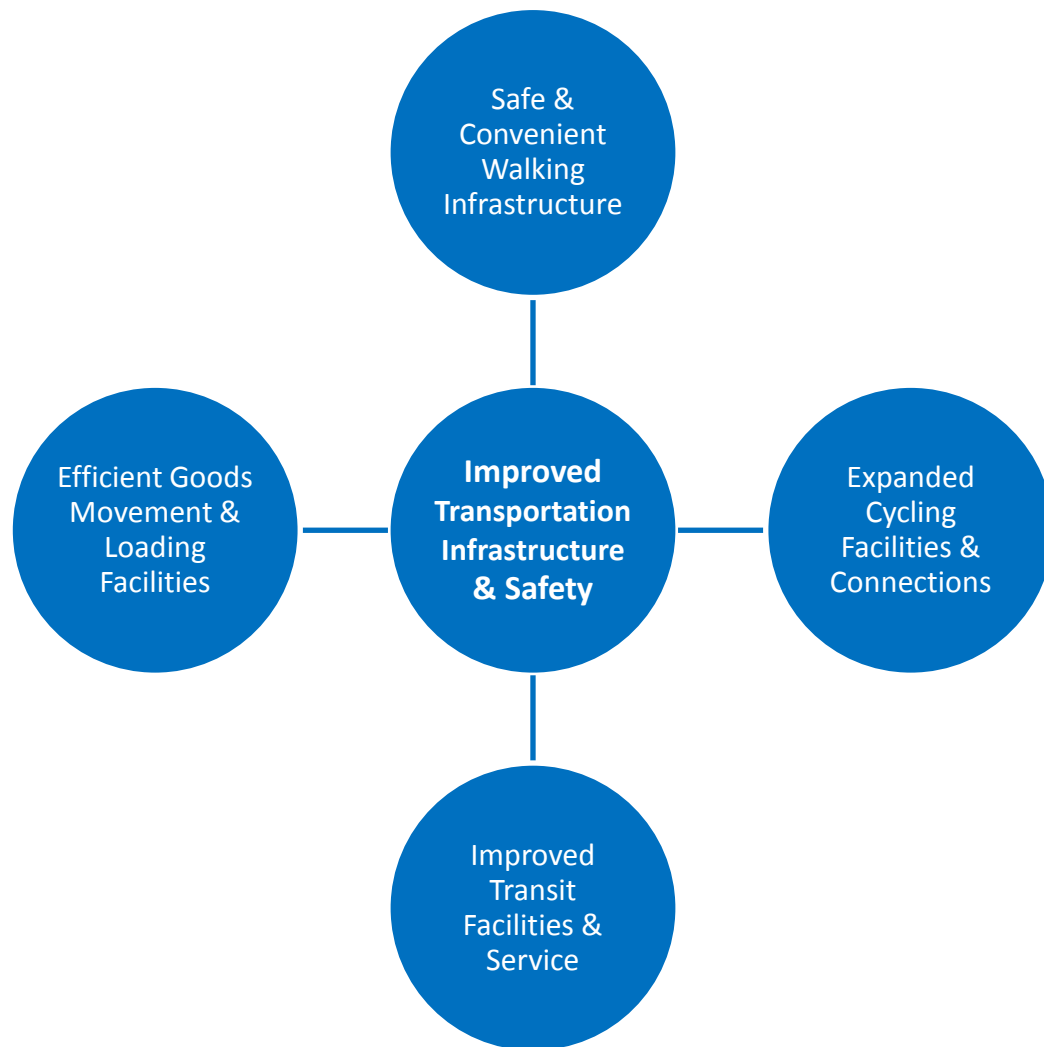 Safe &
Convenient
Walking
Infrastructure
Efficient Goods
Movement &
Loading
Facilities
Improved
Transportation
Infrastructure
& Safety
Expanded
Cycling
Facilities &
Connections
Improved
Transit
Facilities &
Service